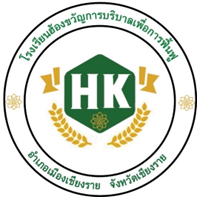 โรงเรียนฮ้องขวัญการบริบาลเพื่อการฟื้นฟู
HK
อำเภอเมืองเชียงราย จังหวัดเชียงราย